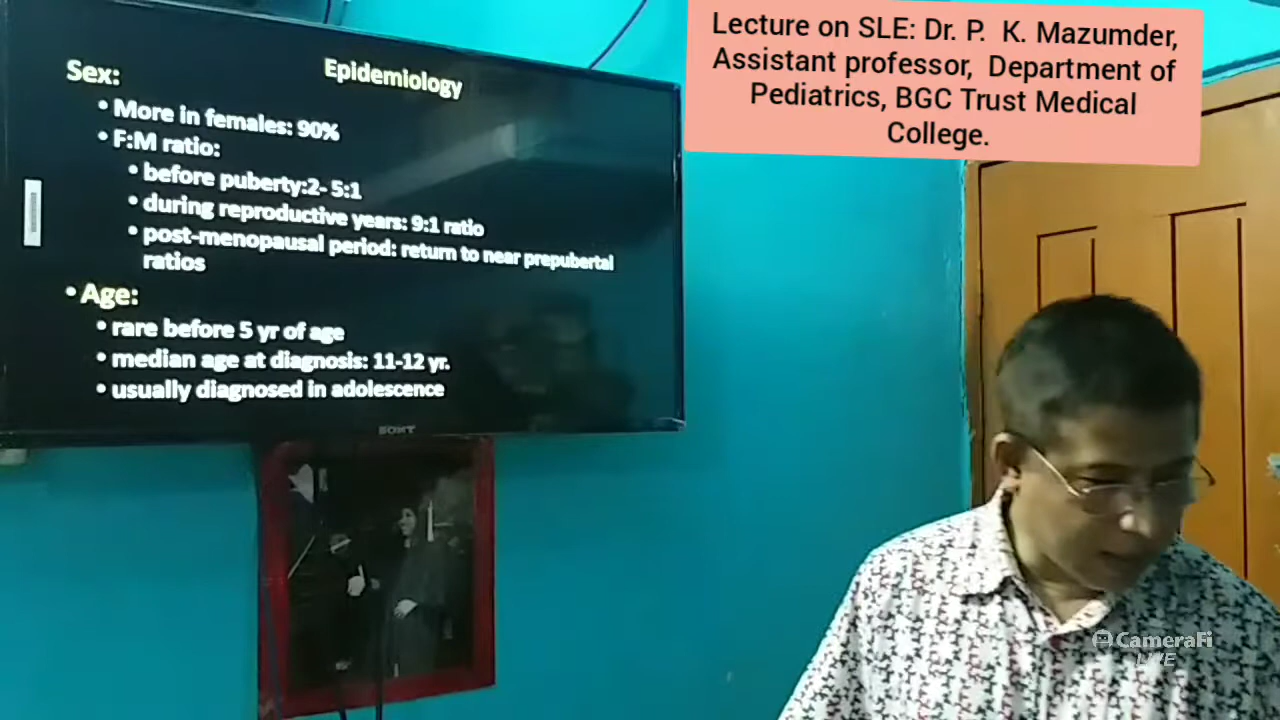 Epidemiology
Sex:
• More in females: 90%
• F:M ratio:
• before puberty:2- 5:1
• during reproductive years: 9:1 ratio
• post-menopausal period: return to near prepubertal
ratios
• Age:
• rare before 5 yr of age
• median age at diagnosis: 11-12 yr.
• usually diagnosed in adolescence
SONY
Lecture on SLE: Dr. P. K. Mazumder,
Assistant professor, Department of
Pediatrics, BGC Trust Medical
College.
CameraFi
LIVE